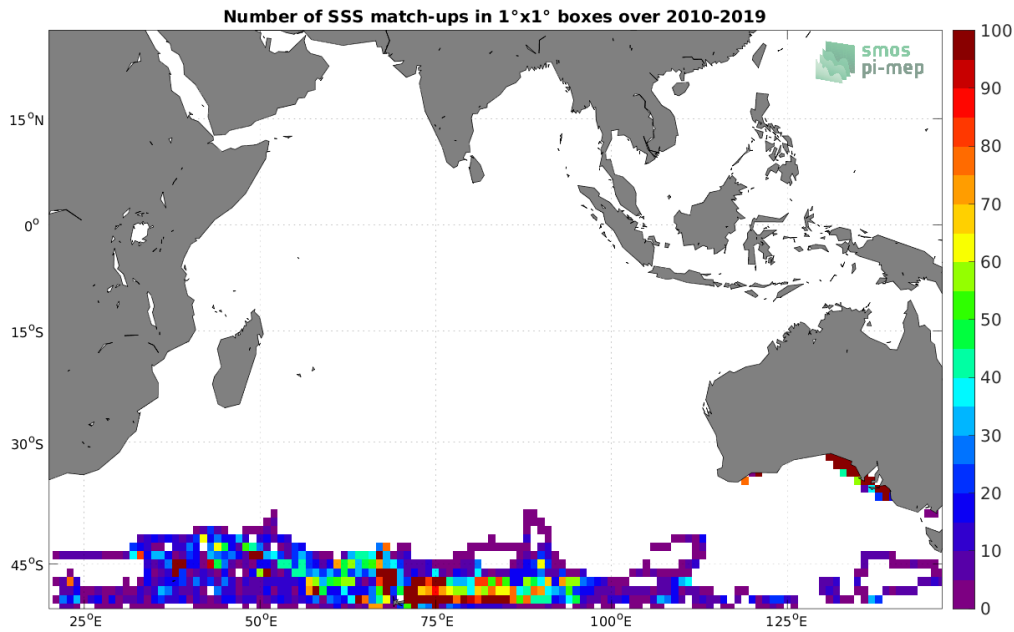 Number of SSS match-ups in 1°x1° boxes over 2010-2019
smos
pi-mep
15°N
0°
15°S
30°S
45°S
25°E
50°E
75°E
100°E
125°E
100
90
80
70
60
50
40
30
20
10
0